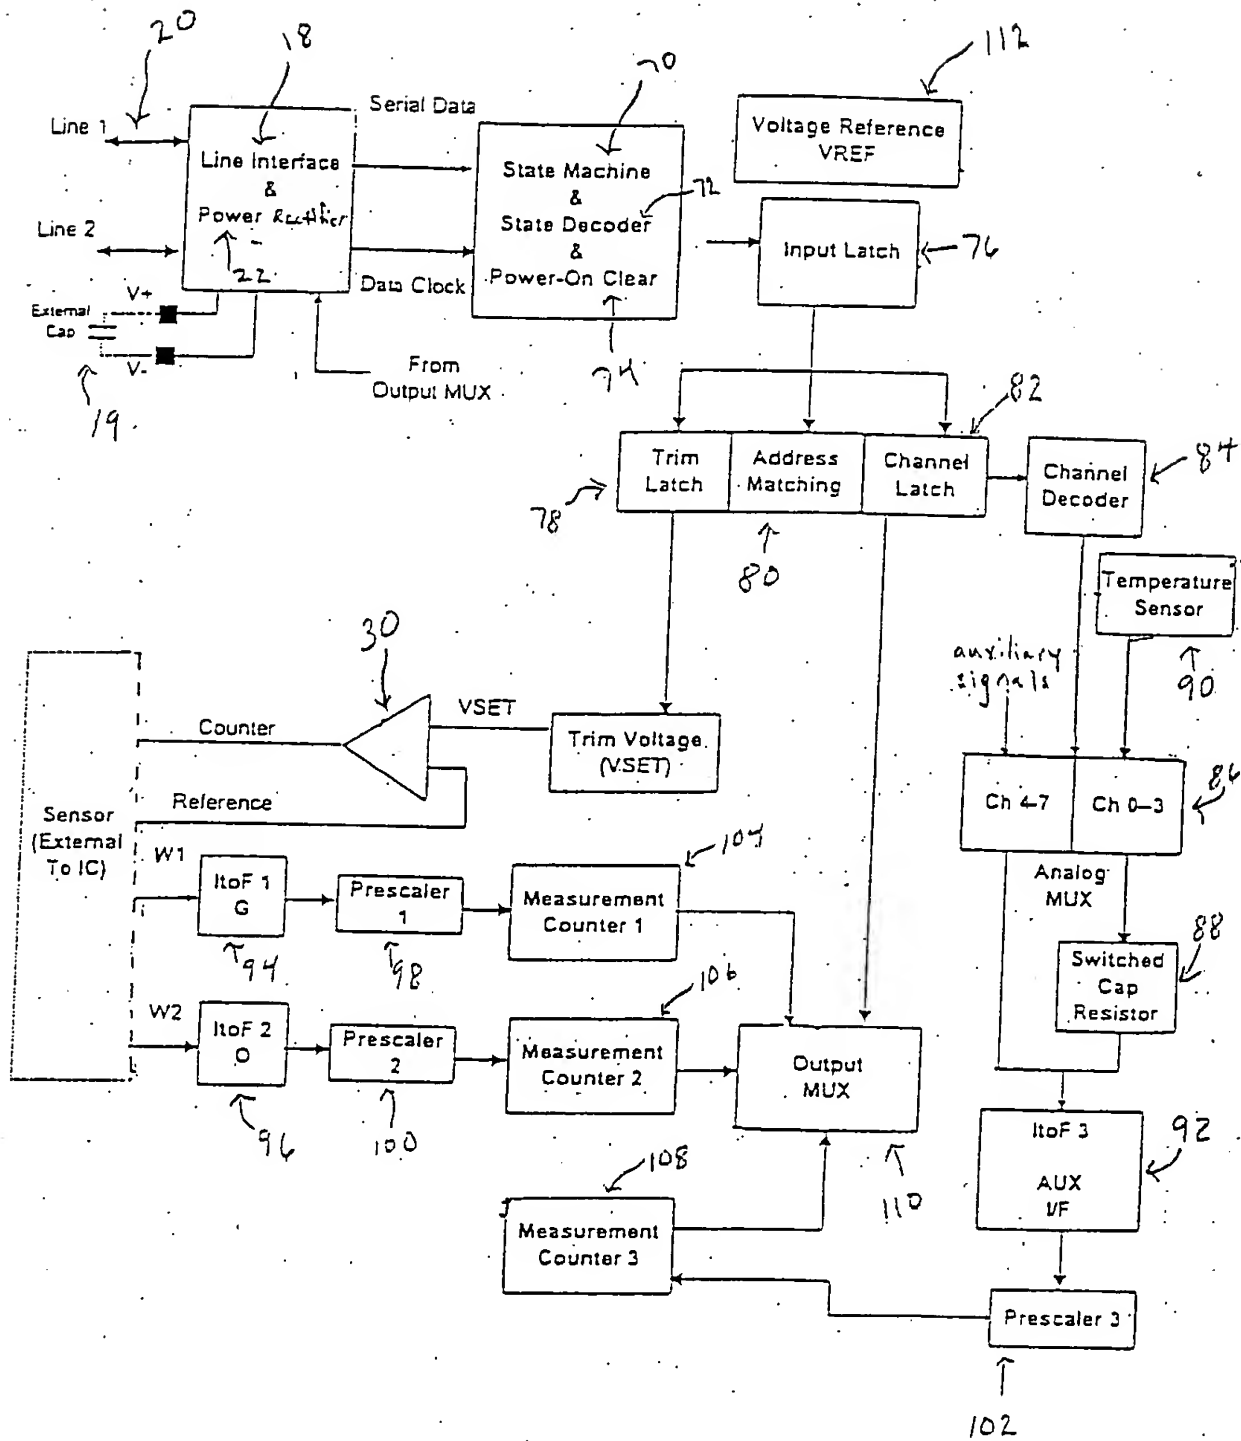 20
18
70
112
Serial Data
Line 1
Line Interface
&
Power Rectifier
22
State Machine
&
State Decoder
72
&
Power-On Clear
74
Voltage Reference
VREF
Input Latch
76
Line 2
Data Clock
V+
External
Cap
V-
19
From
Output MUX
82
Trim
Latch
Address
Matching
Channel
Latch
Channel
Decoder
84
78
80
Temperature
Sensor
90
auxiliary
signals
30
VSET
Counter
Trim Voltage
(VSET)
Reference
Sensor
(External
To IC)
Ch 4-7
Ch 0-3
86
Analog
MUX
W1
ItoF 1
G
94
Prescaler
1
98
Measurement
Counter 1
104
Switched
Cap
Resistor
88
W2
ItoF 2
O
96
Prescaler
2
100
Measurement
Counter 2
106
Output
MUX
110
ItoF 3
AUX
I/F
92
108
Measurement
Counter 3
Prescaler 3
102